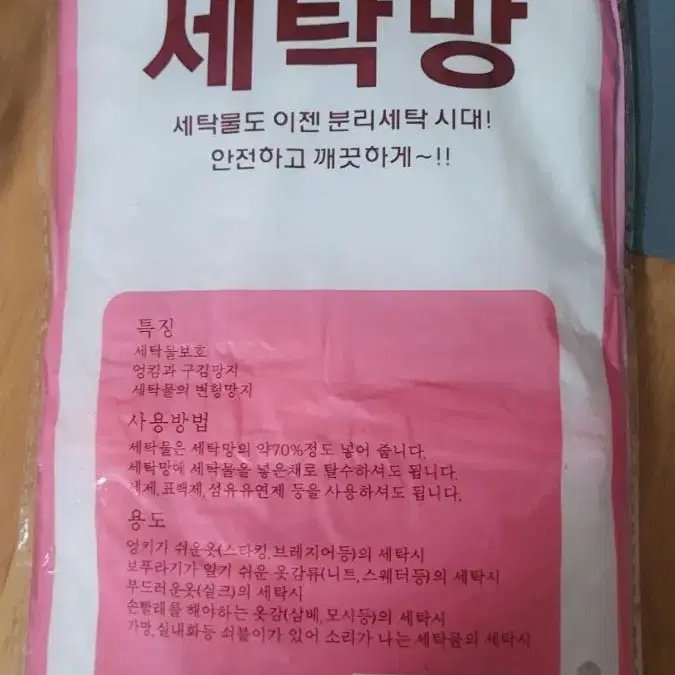 세탁망
세탁물도 이젠 분리세탁 시대!
안전하고 깨끗하게~!!
특징
세탁물보호
엉킴과 구김방지
세탁물의 변형방지
사용방법
세탁물은 세탁망의 약70%정도 넣어 줍니다.
세탁망에 세탁물을 넣은채로 탈수하셔도 됩니다.
세제,표백제,섬유유연제 등을 사용하셔도 됩니다.
용도
엉키기 쉬운옷(스타킹,브레지어등)의 세탁시
보푸라기가 일기 쉬운 옷감류(니트,스웨터등)의 세탁시
부드러운옷(실크)의 세탁시
손빨래를 해야하는 옷감(삼베,모시등)의 세탁시
가방,실내화등 쇠붙이가 있어 소리가 나는 세탁물의 세탁시